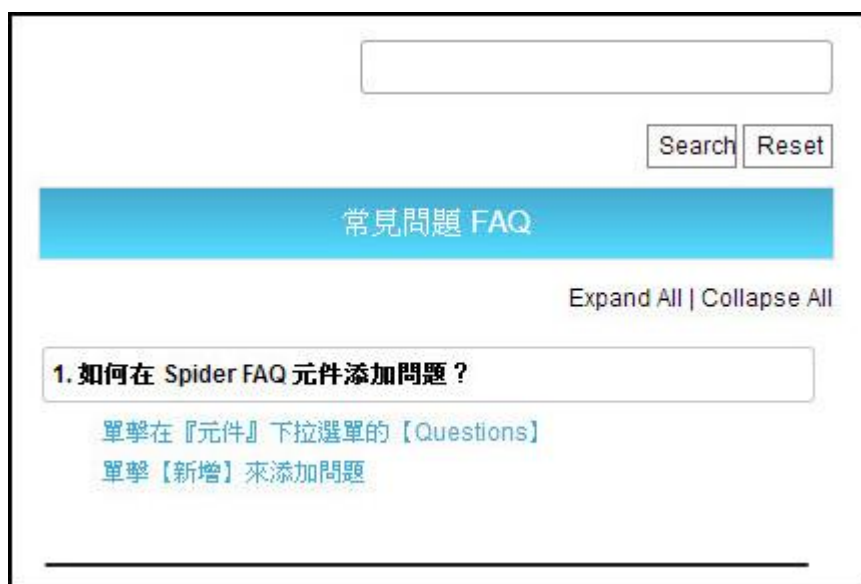 Search Reset
常見問題 FAQ
Expand All | Collapse All
1. 如何在 Spider FAQ 元件添加問題？
單擊在『元件』下拉選單的【Questions】
單擊【新增】來添加問題